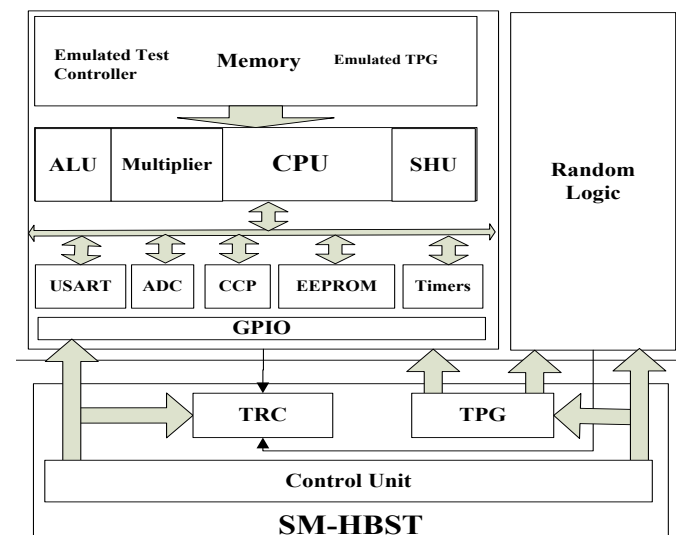 Emulated Test
Controller
Memory
Emulated TPG
ALU
Multiplier
CPU
SHU
Random
Logic
USART
ADC
CCP
EEPROM
Timers
GPIO
TRC
TPG
Control Unit
SM-HBST